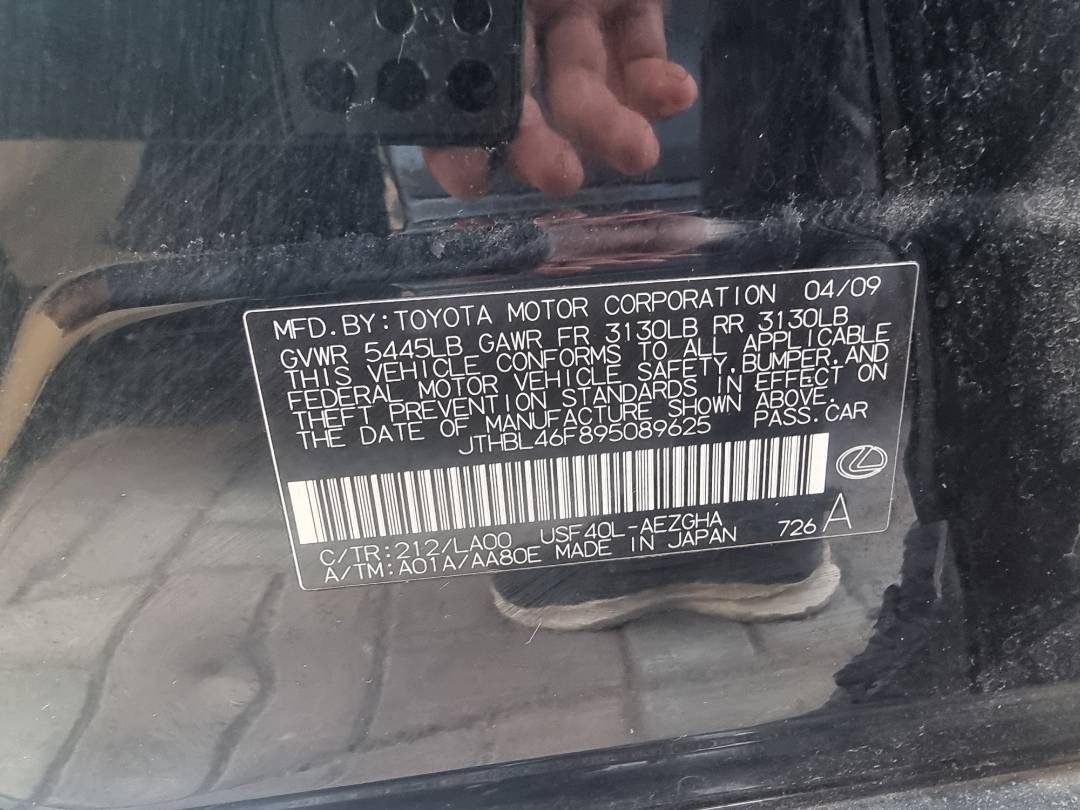 MFD.BY:TOYOTA MOTOR CORPORATION 04/09
GVWR 5445LB GAWR FR 3130LB RR 3130LB
THIS VEHICLE CONFORMS TO ALL APPLICABLE
FEDERAL MOTOR VEHICLE SAFETY,BUMPER,AND
THEFT PREVENTION STANDARDS IN EFFECT ON
THE DATE OF MANUFACTURE SHOWN ABOVE.
JTHBL46F895089625 PASS.CAR
C/TR:212/LA00 USF40L-AEZGHA
A/TM:A01A/AA80E MADE IN JAPAN 726 A